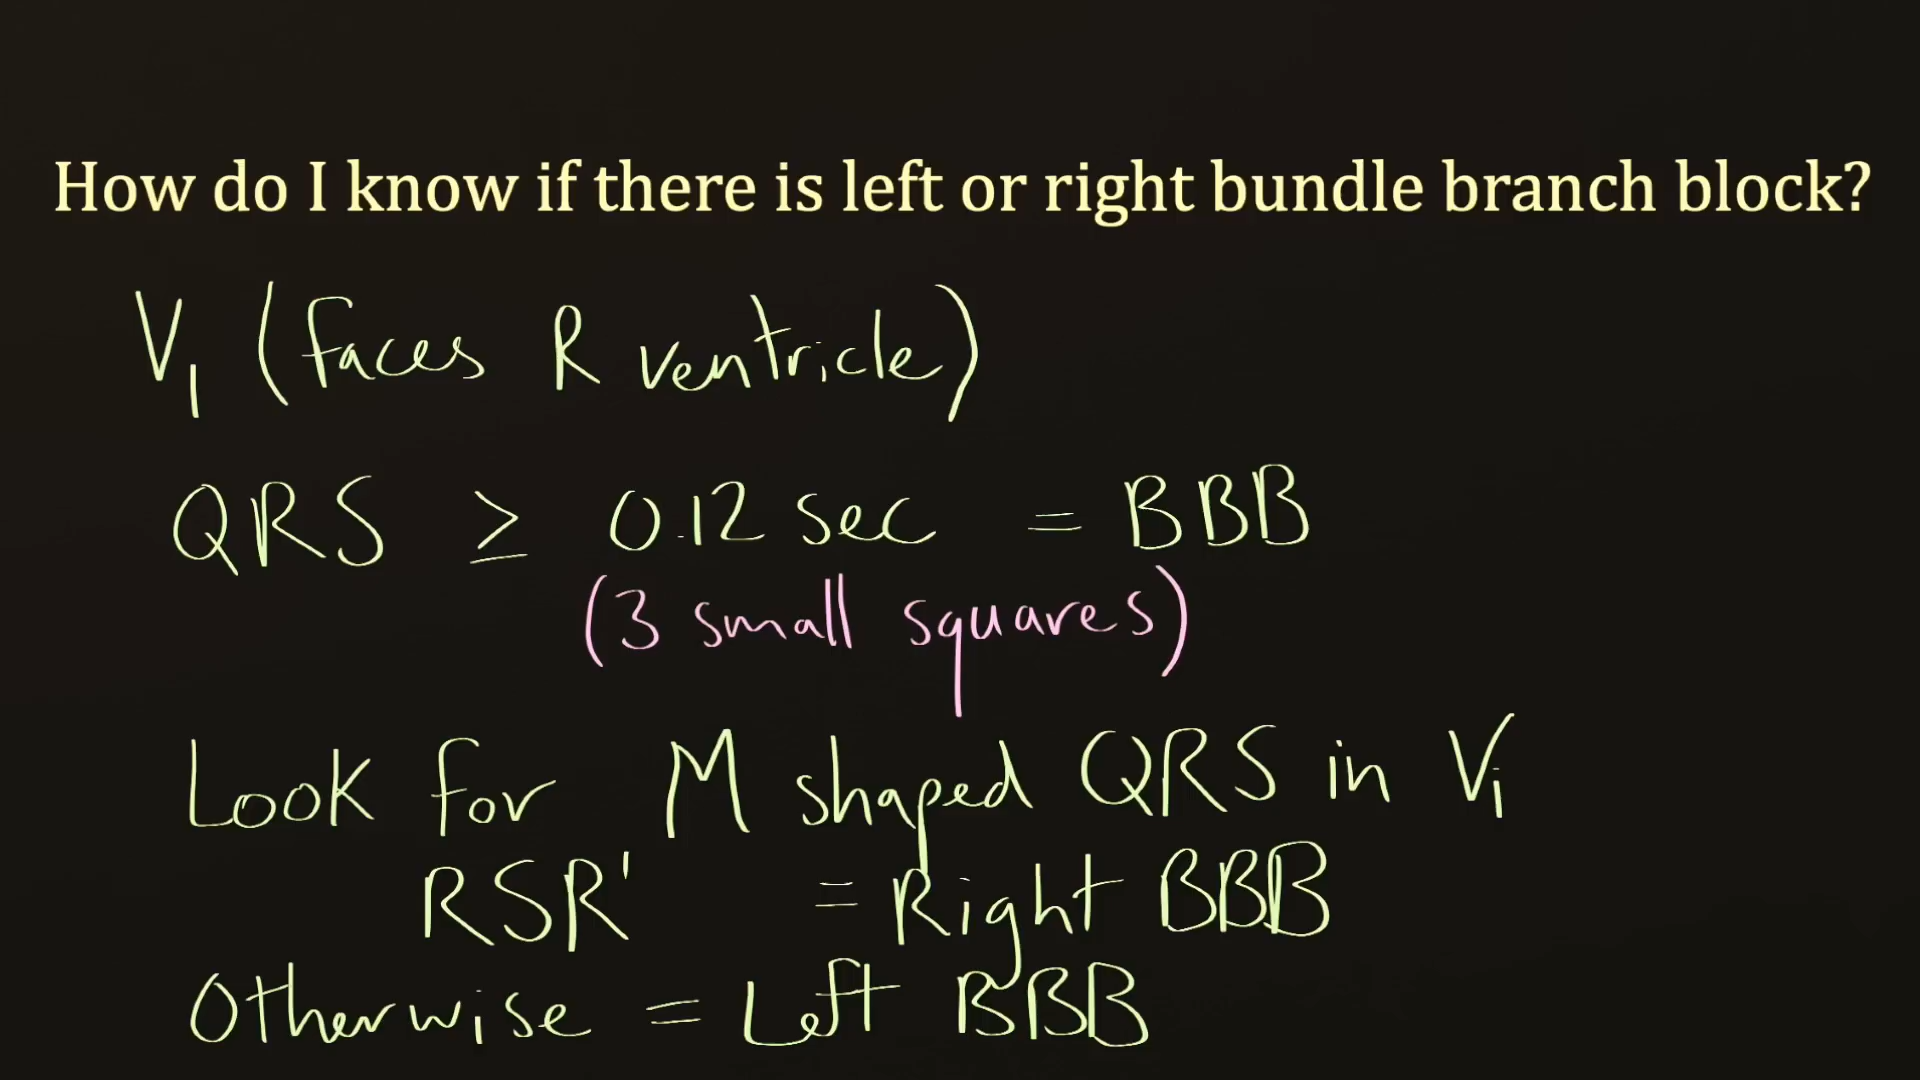 How do I know if there is left or right bundle branch block?
V1 (faces R ventricle)
QRS ≥ 0.12 sec = BBB
(3 small squares)
Look for M shaped QRS in V1
RSR' = Right BBB
Otherwise = Left BBB